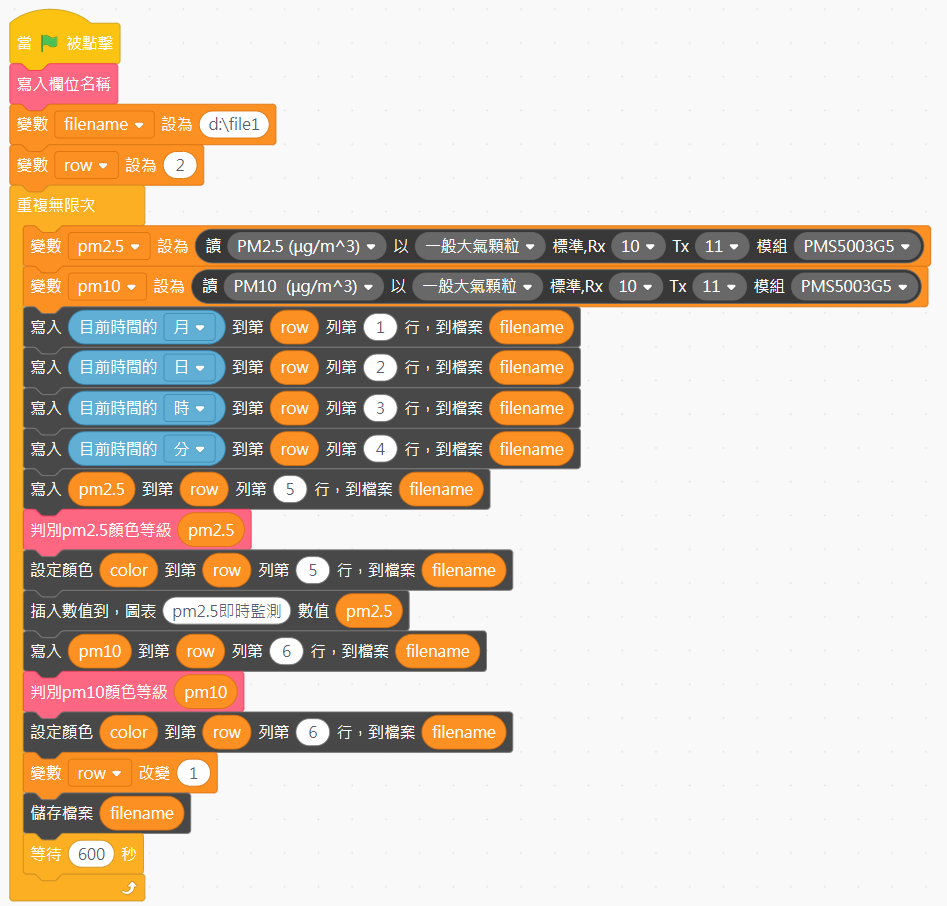 當 被點擊
寫入欄位名稱
變數 filename 設為 d:\file1
變數 row 設為 2
重複無限次
變數 pm2.5 設為 讀 PM2.5 (μg/m^3) 以 一般大氣顆粒 標準,Rx 10 Tx 11 模組 PMS5003G5
變數 pm10 設為 讀 PM10 (μg/m^3) 以 一般大氣顆粒 標準,Rx 10 Tx 11 模組 PMS5003G5
寫入 目前時間的 月 到第 row 列第 1 行，到檔案 filename
寫入 目前時間的 日 到第 row 列第 2 行，到檔案 filename
寫入 目前時間的 時 到第 row 列第 3 行，到檔案 filename
寫入 目前時間的 分 到第 row 列第 4 行，到檔案 filename
寫入 pm2.5 到第 row 列第 5 行，到檔案 filename
判別pm2.5顏色等級 pm2.5
設定顏色 color 到第 row 列第 5 行，到檔案 filename
插入數值到，圖表 pm2.5即時監測 數值 pm2.5
寫入 pm10 到第 row 列第 6 行，到檔案 filename
判別pm10顏色等級 pm10
設定顏色 color 到第 row 列第 6 行，到檔案 filename
變數 row 改變 1
儲存檔案 filename
等待 600 秒